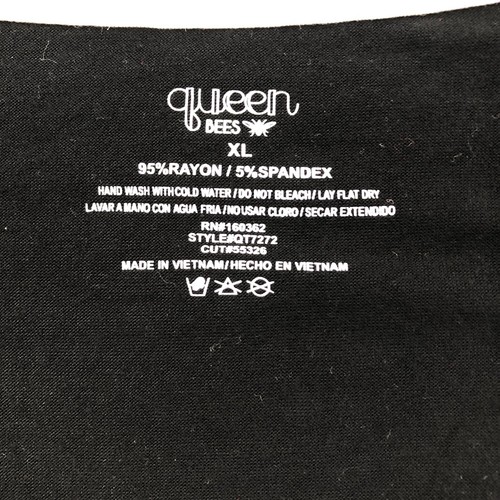 queen
BEES
XL
95%RAYON / 5%SPANDEX
HAND WASH WITH COLD WATER / DO NOT BLEACH / LAY FLAT DRY
LAVAR A MANO CON AGUA FRIA / NO USAR CLORO / SECAR EXTENDIDO
RN#160362
STYLE#QT7272
CUT#55326
MADE IN VIETNAM / HECHO EN VIETNAM